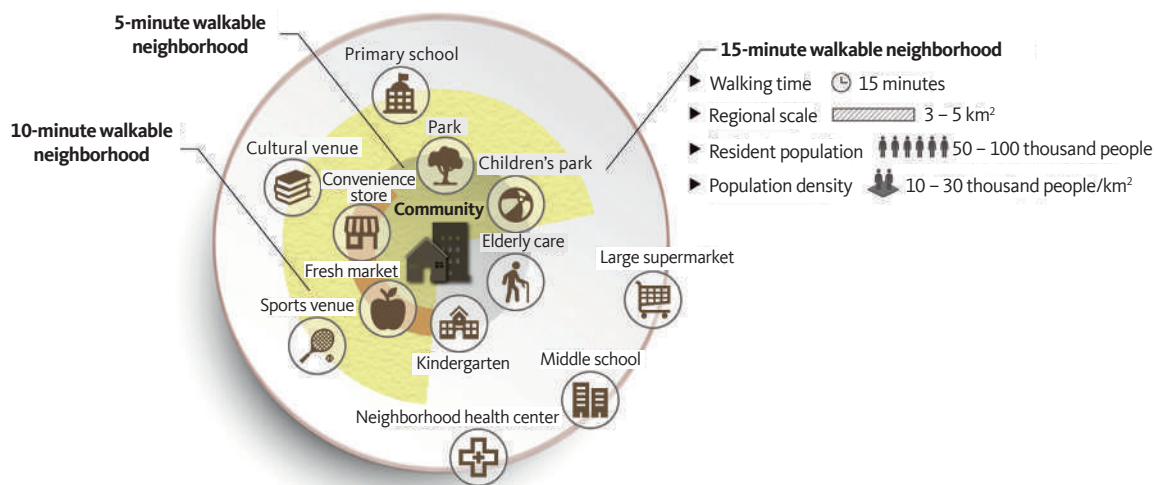 5-minute walkable
neighborhood
10-minute walkable
neighborhood
Primary school
Park
Cultural venue
Children's park
Convenience
store
Community
Elderly care
Fresh market
Sports venue
Kindergarten
Large supermarket
Middle school
Neighborhood health center
15-minute walkable neighborhood
▶ Walking time 15 minutes
▶ Regional scale 3 – 5 km²
▶ Resident population 50 – 100 thousand people
▶ Population density 10 – 30 thousand people/km²